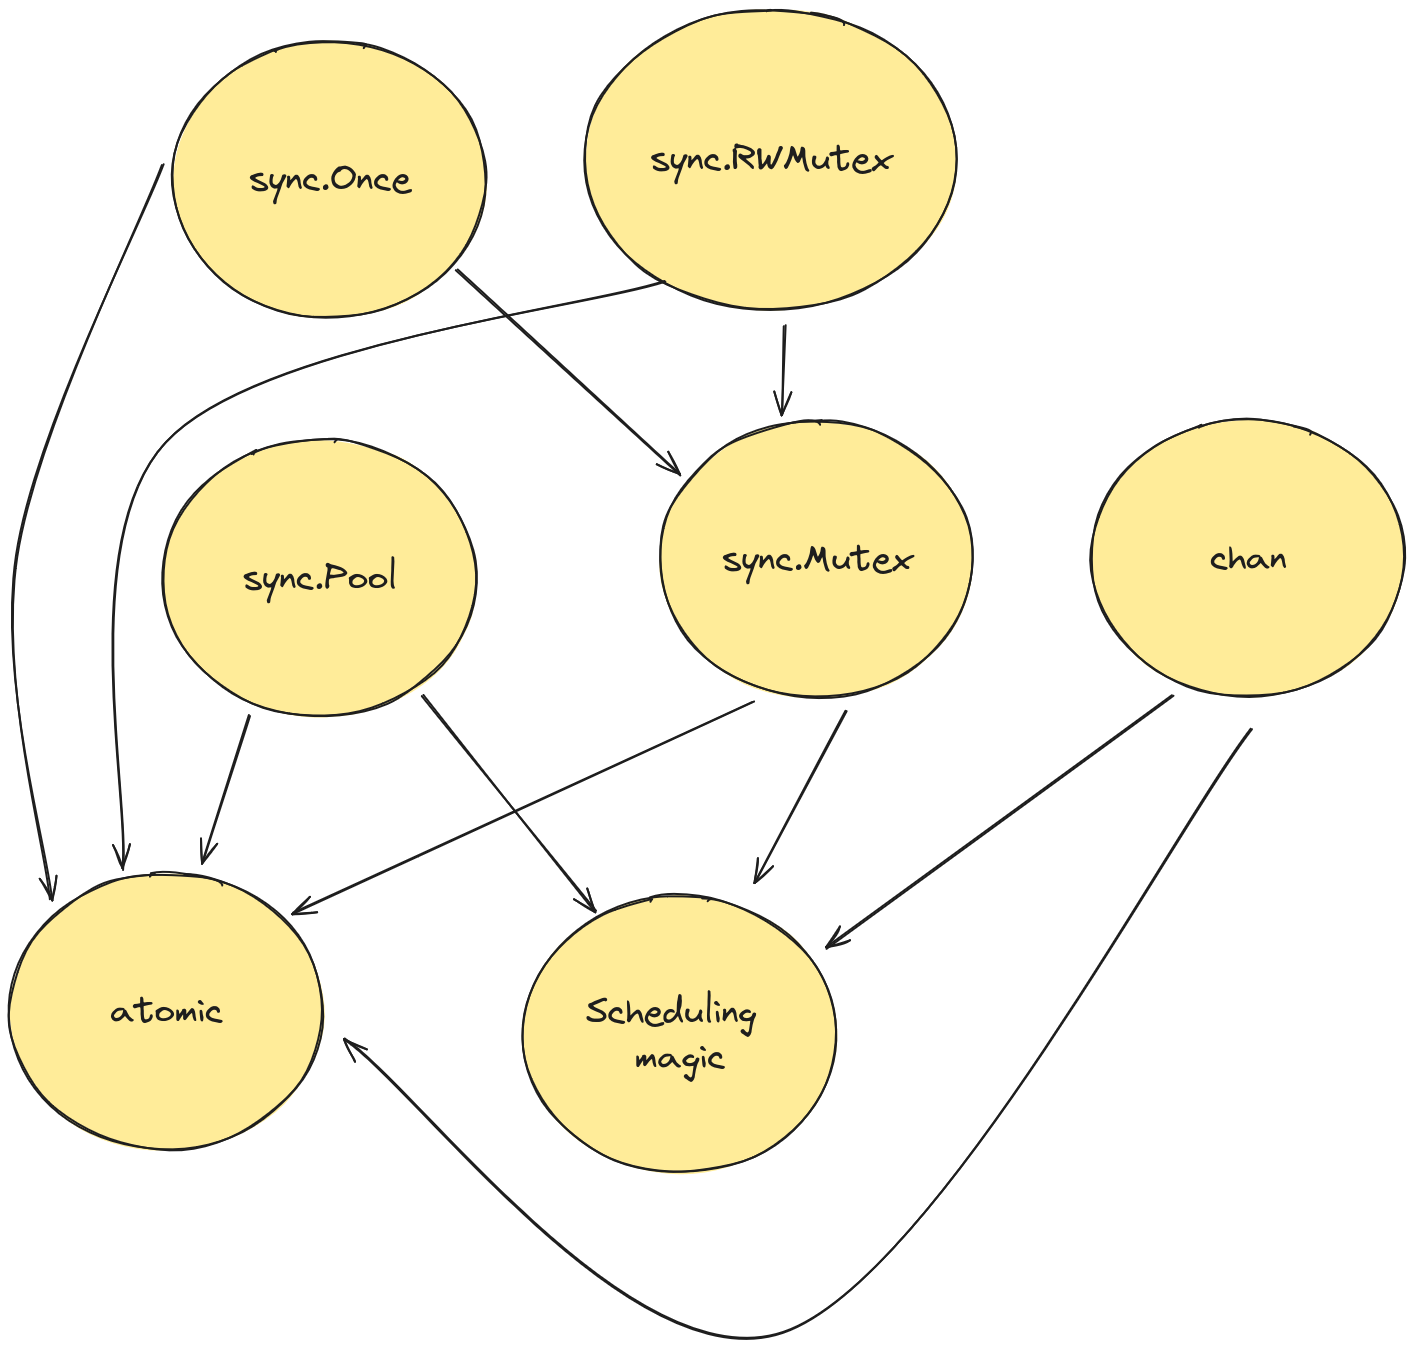 sync.Once
sync.RWMutex
sync.Pool
sync.Mutex
chan
atomic
Scheduling
magic